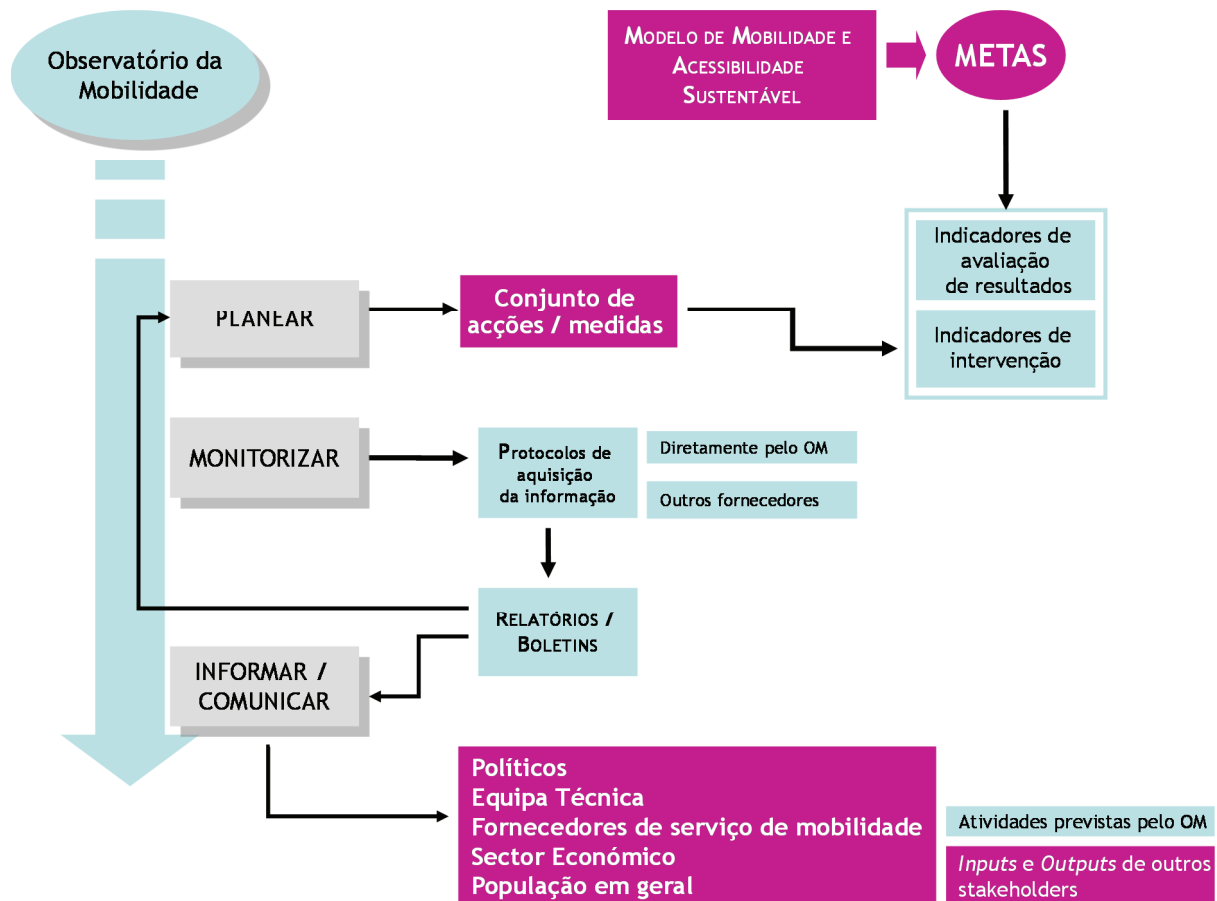 Observatório da
Mobilidade
MODELO DE MOBILIDADE E
ACESSIBILIDADE
SUSTENTÁVEL
METAS
Indicadores de
avaliação
de resultados
Indicadores de
intervenção
PLANEAR
Conjunto de
acções / medidas
MONITORIZAR
Protocolos de
aquisição
da informação
Diretamente pelo OM
Outros fornecedores
RELATÓRIOS /
BOLETINS
INFORMAR /
COMUNICAR
Políticos
Equipa Técnica
Fornecedores de serviço de mobilidade
Sector Económico
População em geral
Atividades previstas pelo OM
Inputs e Outputs de outros
stakeholders